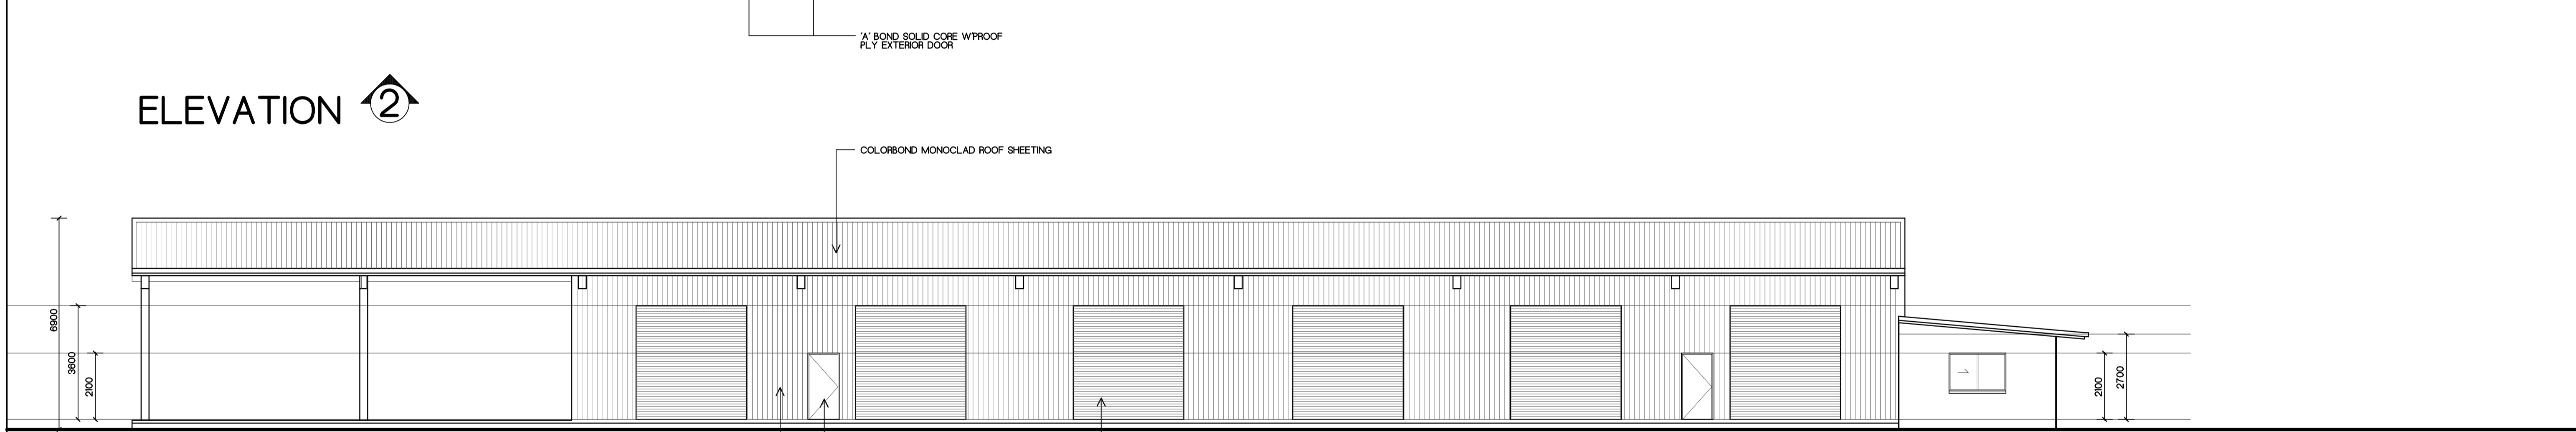 'A' BOND SOLID CORE W'PROOF
PLY EXTERIOR DOOR
ELEVATION 2
COLORBOND MONOCLAD ROOF SHEETING
6900
3600
2100
2100
2700